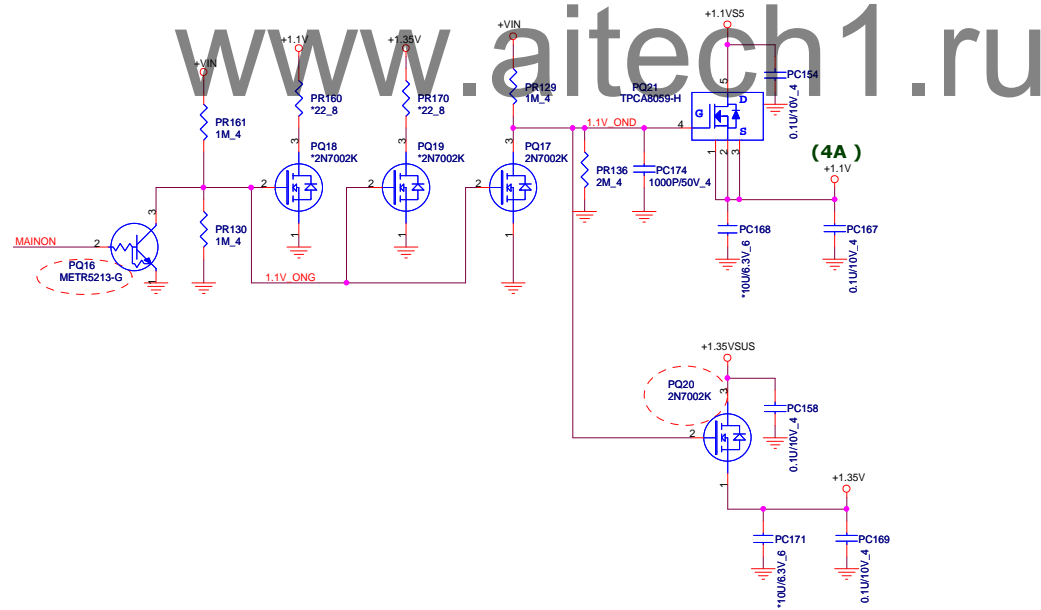 www.aitech1.ru
+1.1VS5
+1.1V
+1.35V
+VIN
+VIN
PR160
*22_8
PR170
*22_8
PR129
1M_4
PQ21
TPCA8059-H
5
PC154
0.1U/10V_4
D
G
S
4
1
2
3
1.1V_OND
PR161
1M_4
3
PQ18
*2N7002K
2
1
3
PQ19
*2N7002K
2
1
3
PQ17
2N7002K
2
1
PR136
2M_4
PC174
1000P/50V_4
(4A )
+1.1V
PR130
1M_4
MAINON
2
3
1
PQ16
METR5213-G
1.1V_ONG
PC168
*10U/6.3V_6
PC167
0.1U/10V_4
+1.35VSUS
PQ20
2N7002K
3
2
1
PC158
0.1U/10V_4
+1.35V
PC171
*10U/6.3V_6
PC169
0.1U/10V_4